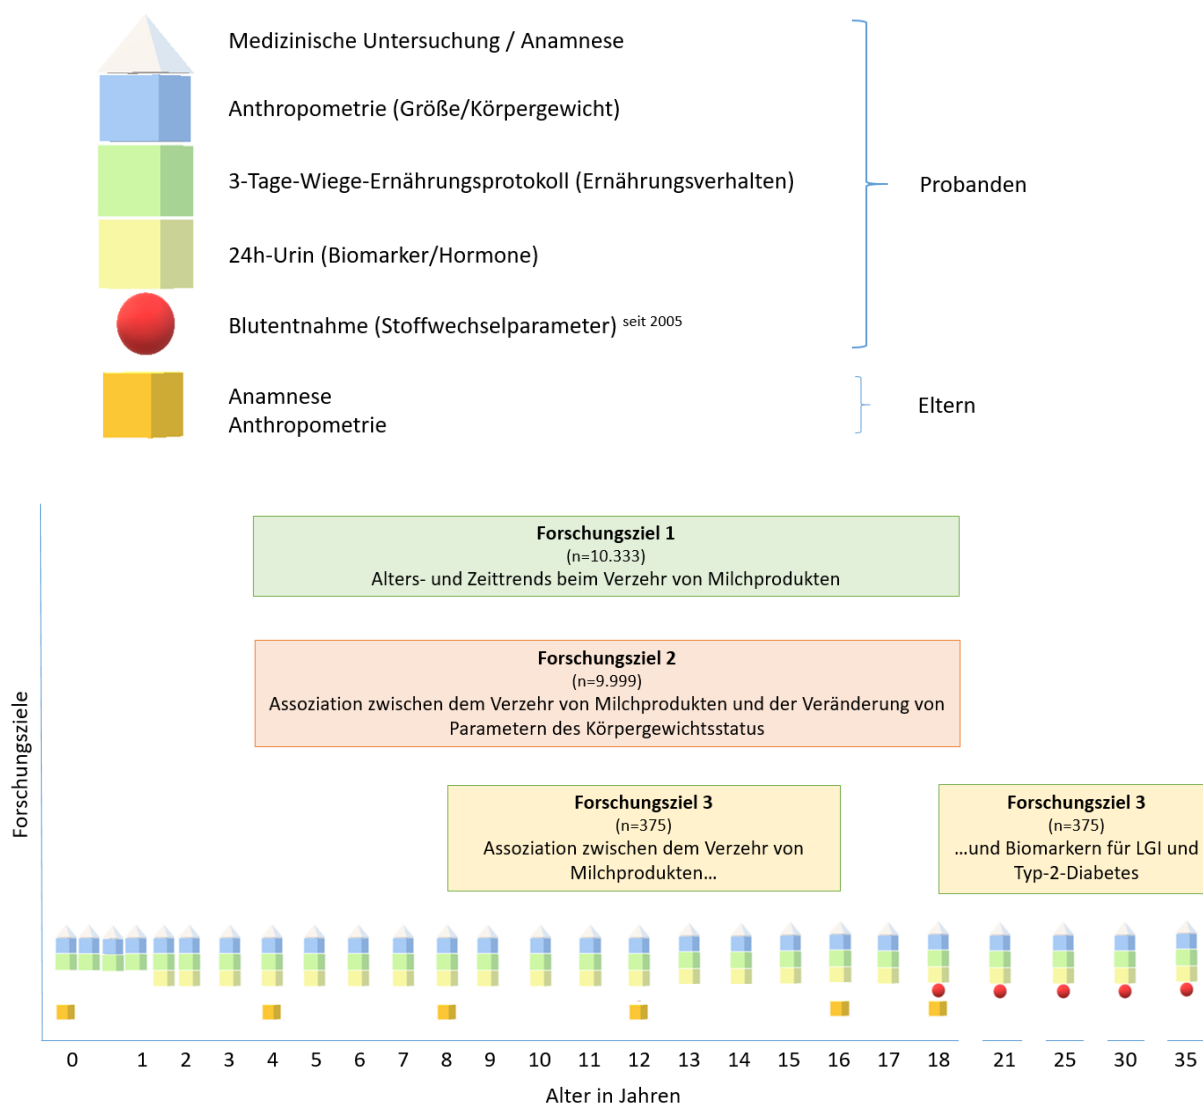 Medizinische Untersuchung / Anamnese
Anthropometrie (Größe/Körpergewicht)
3-Tage-Wiege-Ernährungsprotokoll (Ernährungsverhalten)
Probanden
24h-Urin (Biomarker/Hormone)
Blutentnahme (Stoffwechselparameter) seit 2005
Anamnese
Anthropometrie
Eltern
Forschungsziele
Forschungsziel 1
(n=10.333)
Alters- und Zeittrends beim Verzehr von Milchprodukten
Forschungsziel 2
(n=9.999)
Assoziation zwischen dem Verzehr von Milchprodukten und der Veränderung von
Parametern des Körpergewichtsstatus
Forschungsziel 3
(n=375)
Assoziation zwischen dem Verzehr von
Milchprodukten...
Forschungsziel 3
(n=375)
...und Biomarkern für LGI und
Typ-2-Diabetes
0 1 2 3 4 5 6 7 8 9 10 11 12 13 14 15 16 17 18 21 25 30 35
Alter in Jahren